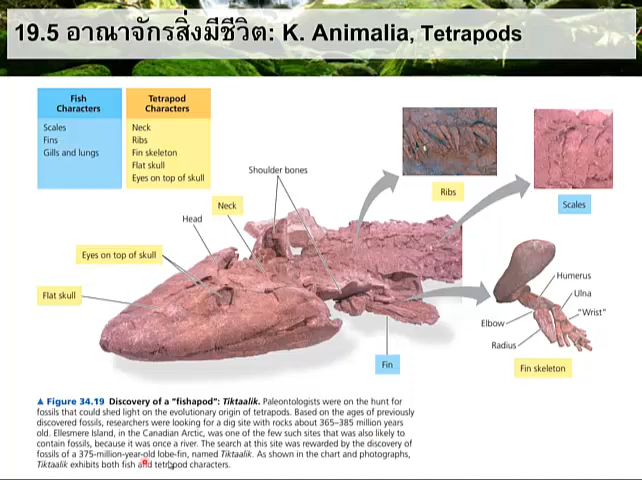 19.5 อาณาจักรสิ่งมีชีวิต: K. Animalia, Tetrapods
Fish
Characters
Scales
Fins
Gills and lungs
Tetrapod
Characters
Neck
Ribs
Fin skeleton
Flat skull
Eyes on top of skull
Shoulder bones
Ribs
Scales
Neck
Head
Eyes on top of skull
Flat skull
Fin
Humerus
Ulna
"Wrist"
Elbow
Radius
Fin skeleton
▲ Figure 34.19 Discovery of a "fishapod": Tiktaalik. Paleontologists were on the hunt for
fossils that could shed light on the evolutionary origin of tetrapods. Based on the ages of previously
discovered fossils, researchers were looking for a dig site with rocks about 365–385 million years
old. Ellesmere Island, in the Canadian Arctic, was one of the few such sites that was also likely to
contain fossils, because it was once a river. The search at this site was rewarded by the discovery of
fossils of a 375-million-year-old lobe-fin, named Tiktaalik. As shown in the chart and photographs,
Tiktaalik exhibits both fish and tetrapod characters.